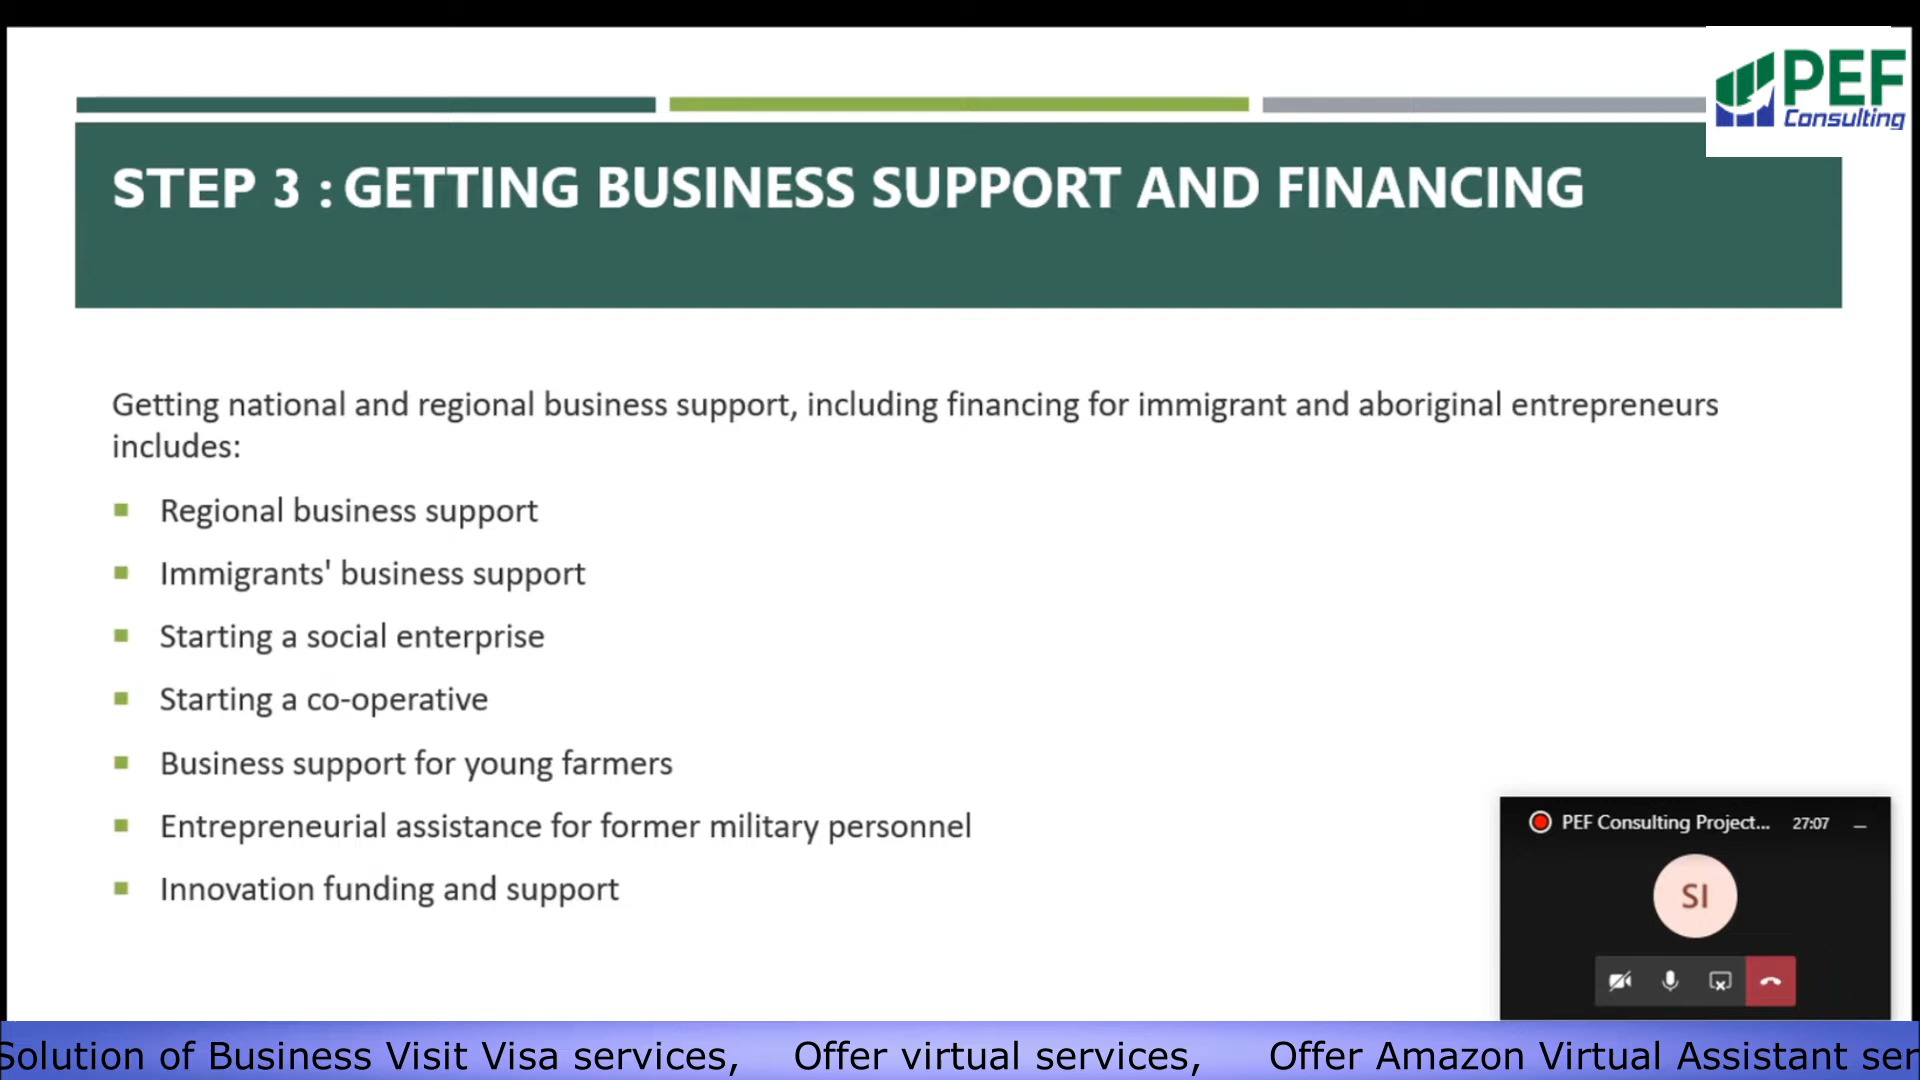 PEF
Consulting
STEP 3 : GETTING BUSINESS SUPPORT AND FINANCING
Getting national and regional business support, including financing for immigrant and aboriginal entrepreneurs
includes:
Regional business support
Immigrants' business support
Starting a social enterprise
Starting a co-operative
Business support for young farmers
Entrepreneurial assistance for former military personnel
Innovation funding and support
PEF Consulting Project... 27:07
SI
Solution of Business Visit Visa services, Offer virtual services, Offer Amazon Virtual Assistant ser